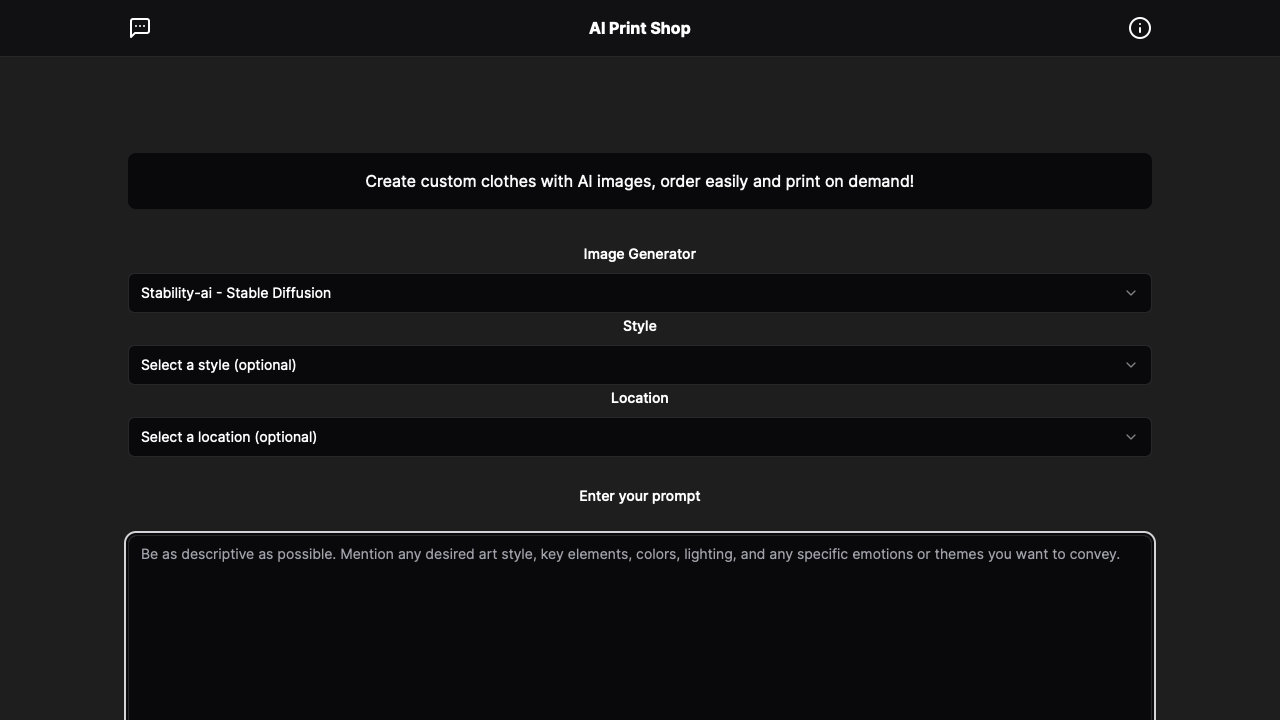 AI Print Shop
Create custom clothes with AI images, order easily and print on demand!
Image Generator
Stability-ai - Stable Diffusion
Style
Select a style (optional)
Location
Select a location (optional)
Enter your prompt
Be as descriptive as possible. Mention any desired art style, key elements, colors, lighting, and any specific emotions or themes you want to convey.